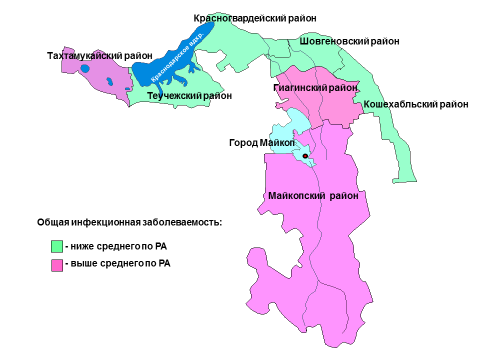 Красногвардейский район
Шовгеновский район
Тахтамукайский район
Краснодарское вдхр.
Гиагинский район
Теучежский район
Кошехабльский район
Город Майкоп
Майкопский район
Общая инфекционная заболеваемость:
- ниже среднего по РА
- выше среднего по РА